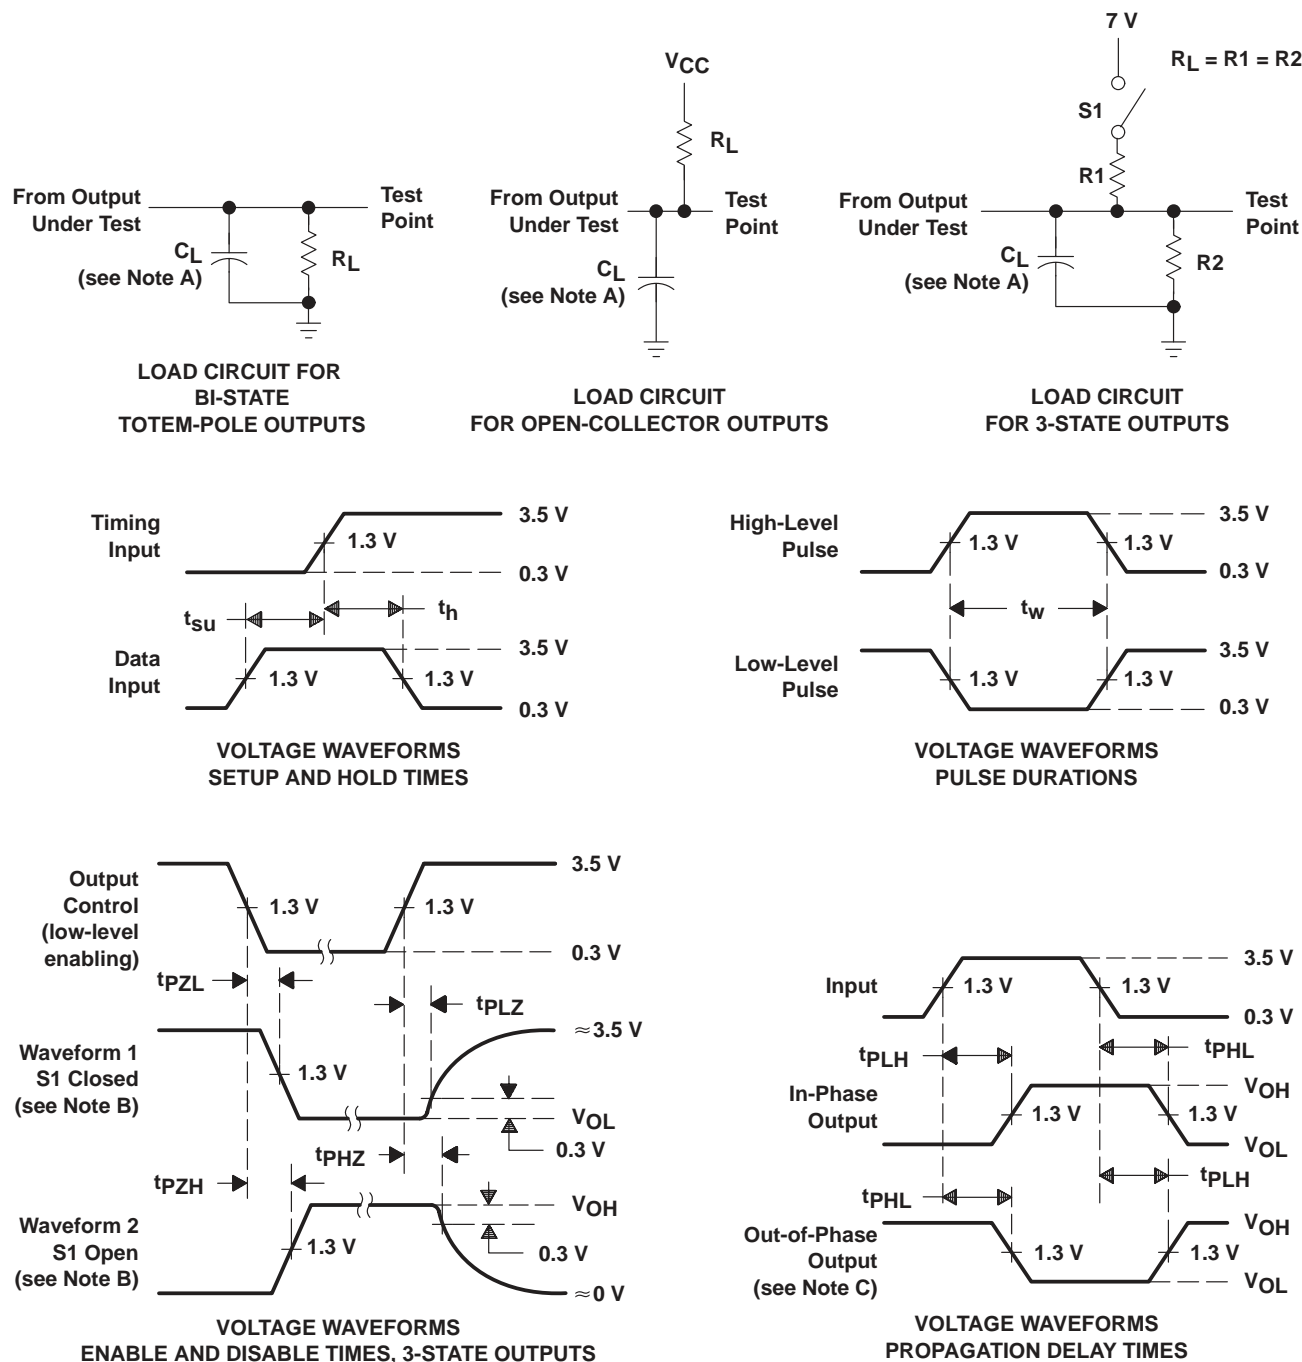 7 V
RL = R1 = R2
VCC
S1
RL
R1
From Output
Under Test
Test
Point
CL
(see Note A)
RL
From Output
Under Test
Test
Point
CL
(see Note A)
From Output
Under Test
Test
Point
CL
(see Note A)
R2
LOAD CIRCUIT FOR
BI-STATE
TOTEM-POLE OUTPUTS
LOAD CIRCUIT
FOR OPEN-COLLECTOR OUTPUTS
LOAD CIRCUIT
FOR 3-STATE OUTPUTS
Timing
Input
1.3 V
3.5 V
0.3 V
tsu
th
Data
Input
1.3 V
1.3 V
3.5 V
0.3 V
VOLTAGE WAVEFORMS
SETUP AND HOLD TIMES
High-Level
Pulse
1.3 V
1.3 V
3.5 V
0.3 V
tw
Low-Level
Pulse
1.3 V
1.3 V
3.5 V
0.3 V
VOLTAGE WAVEFORMS
PULSE DURATIONS
Output
Control
(low-level
enabling)
1.3 V
1.3 V
3.5 V
0.3 V
tPZL
tPLZ
Waveform 1
S1 Closed
(see Note B)
1.3 V
≈3.5 V
VOL
0.3 V
tPHZ
tPZH
Waveform 2
S1 Open
(see Note B)
1.3 V
VOH
0.3 V
≈0 V
VOLTAGE WAVEFORMS
ENABLE AND DISABLE TIMES, 3-STATE OUTPUTS
Input
1.3 V
1.3 V
3.5 V
0.3 V
tPLH
tPHL
In-Phase
Output
1.3 V
1.3 V
VOH
VOL
tPHL
tPLH
Out-of-Phase
Output
(see Note C)
1.3 V
1.3 V
VOH
VOL
VOLTAGE WAVEFORMS
PROPAGATION DELAY TIMES